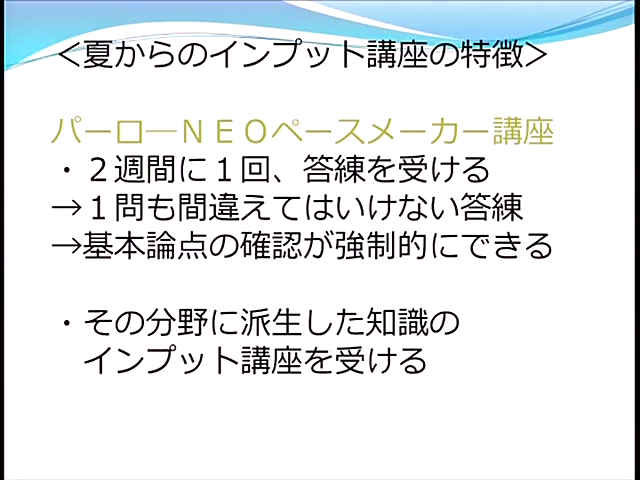 ＜夏からのインプット講座の特徴＞
パーロ―ＮＥＯペースメーカー講座
・２週間に１回、答練を受ける
→１問も間違えてはいけない答練
→基本論点の確認が強制的にできる
・その分野に派生した知識の
インプット講座を受ける